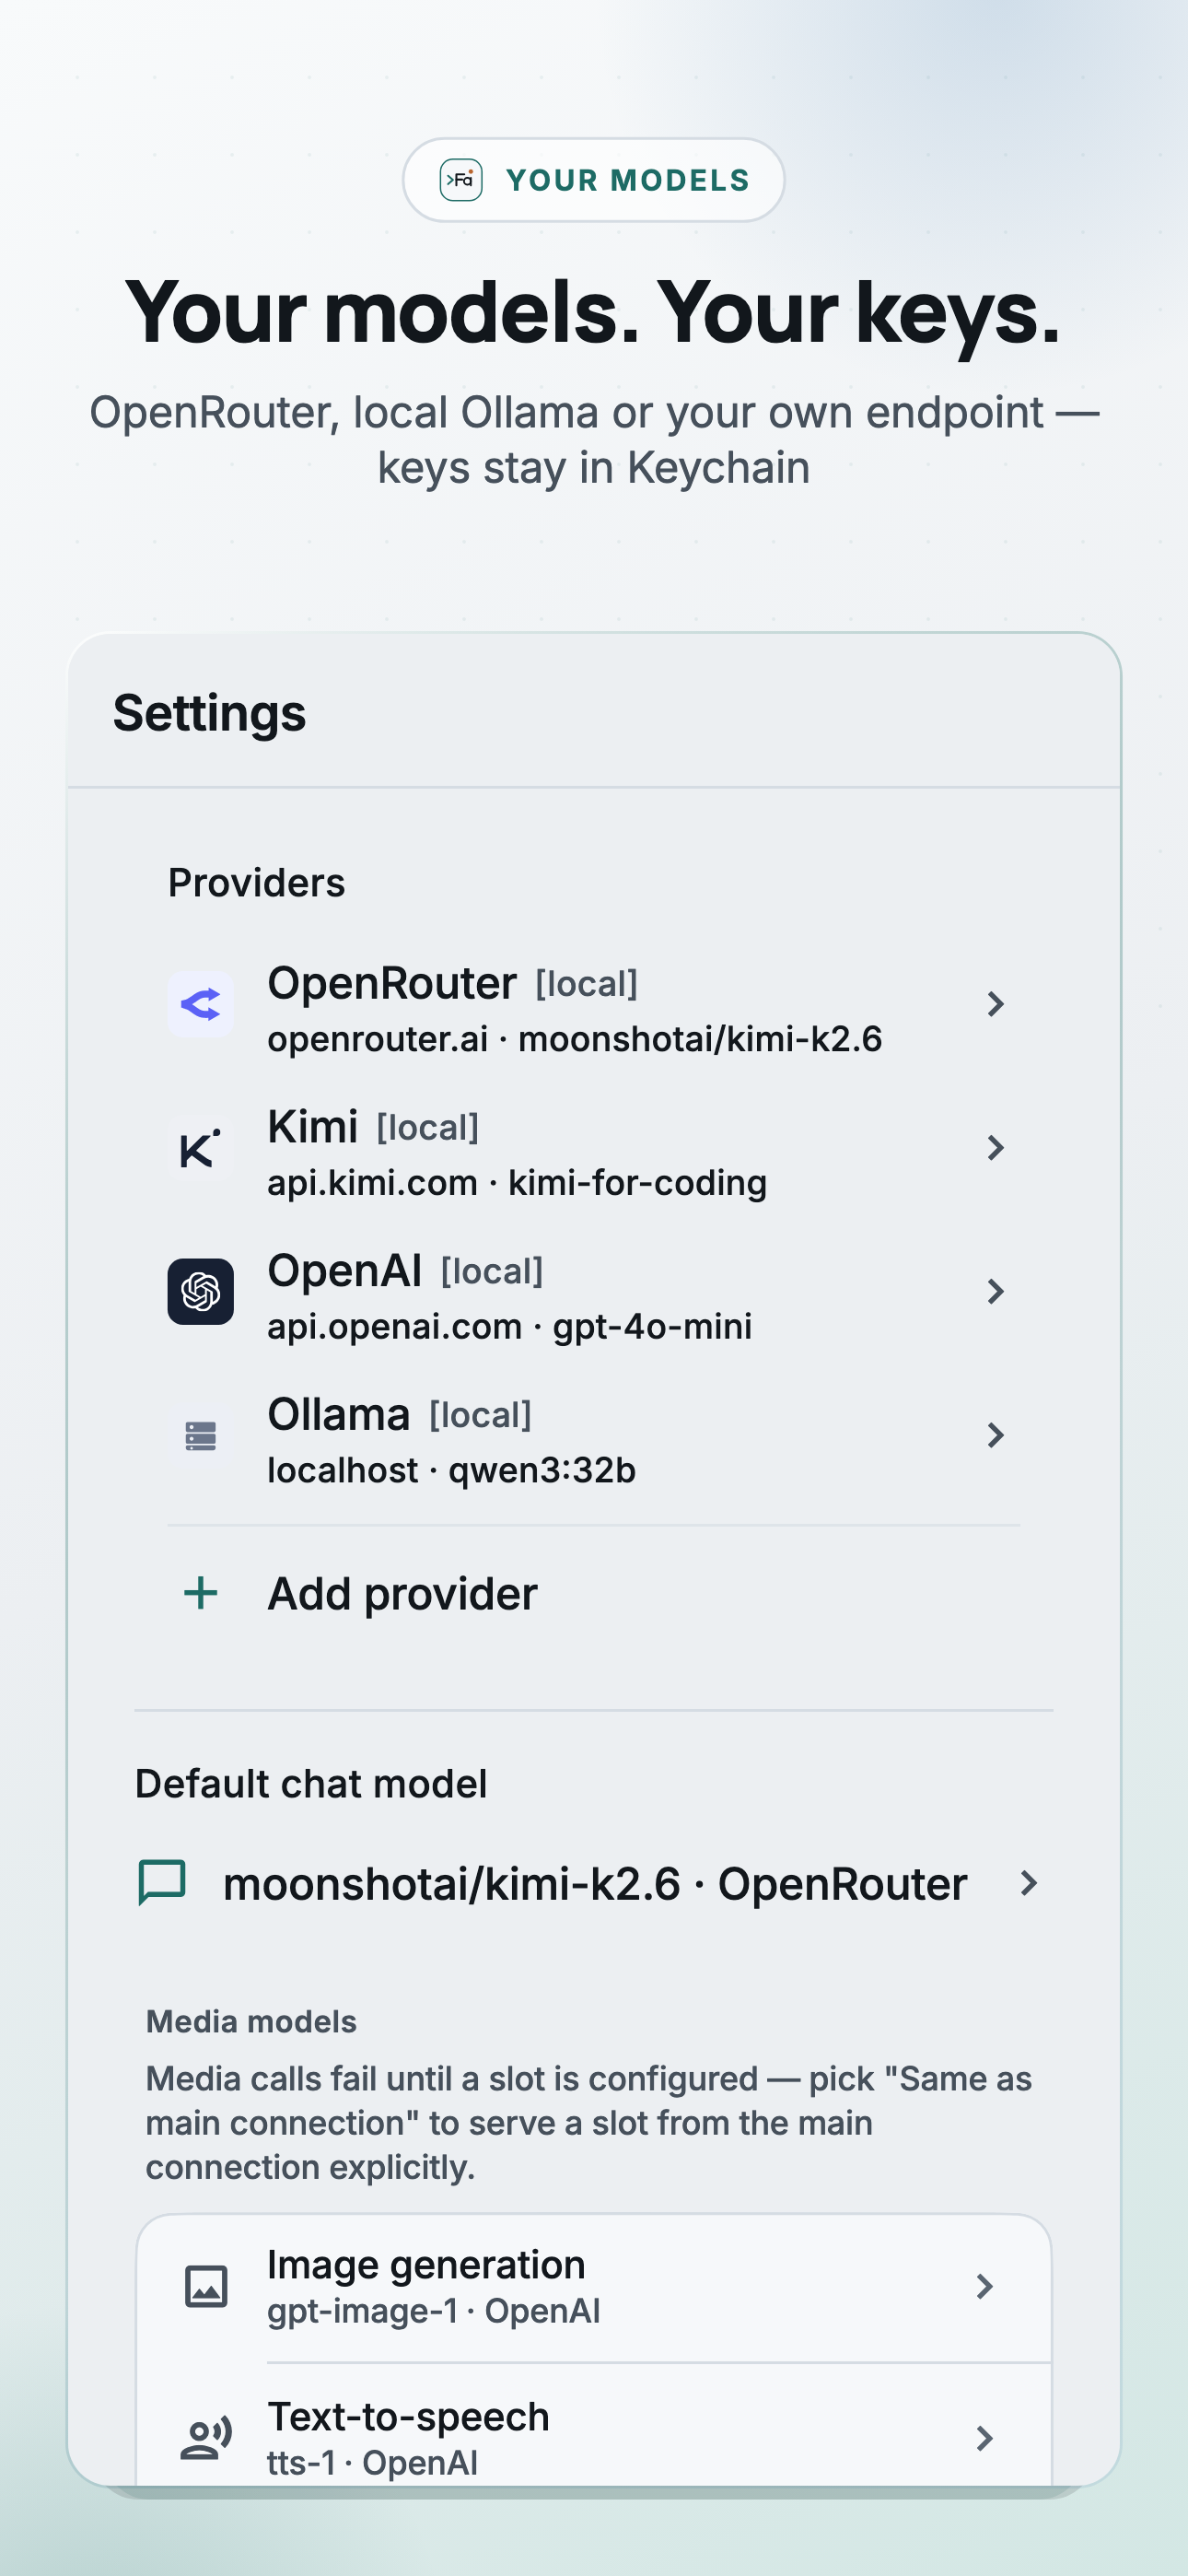 >Fa YOUR MODELS
Your models. Your keys.
OpenRouter, local Ollama or your own endpoint —
keys stay in Keychain
Settings
Providers
OpenRouter [local]
openrouter.ai · moonshotai/kimi-k2.6
Kimi [local]
api.kimi.com · kimi-for-coding
OpenAI [local]
api.openai.com · gpt-4o-mini
Ollama [local]
localhost · qwen3:32b
Add provider
Default chat model
moonshotai/kimi-k2.6 · OpenRouter
Media models
Media calls fail until a slot is configured — pick "Same as
main connection" to serve a slot from the main
connection explicitly.
Image generation
gpt-image-1 · OpenAI
Text-to-speech
tts-1 · OpenAI